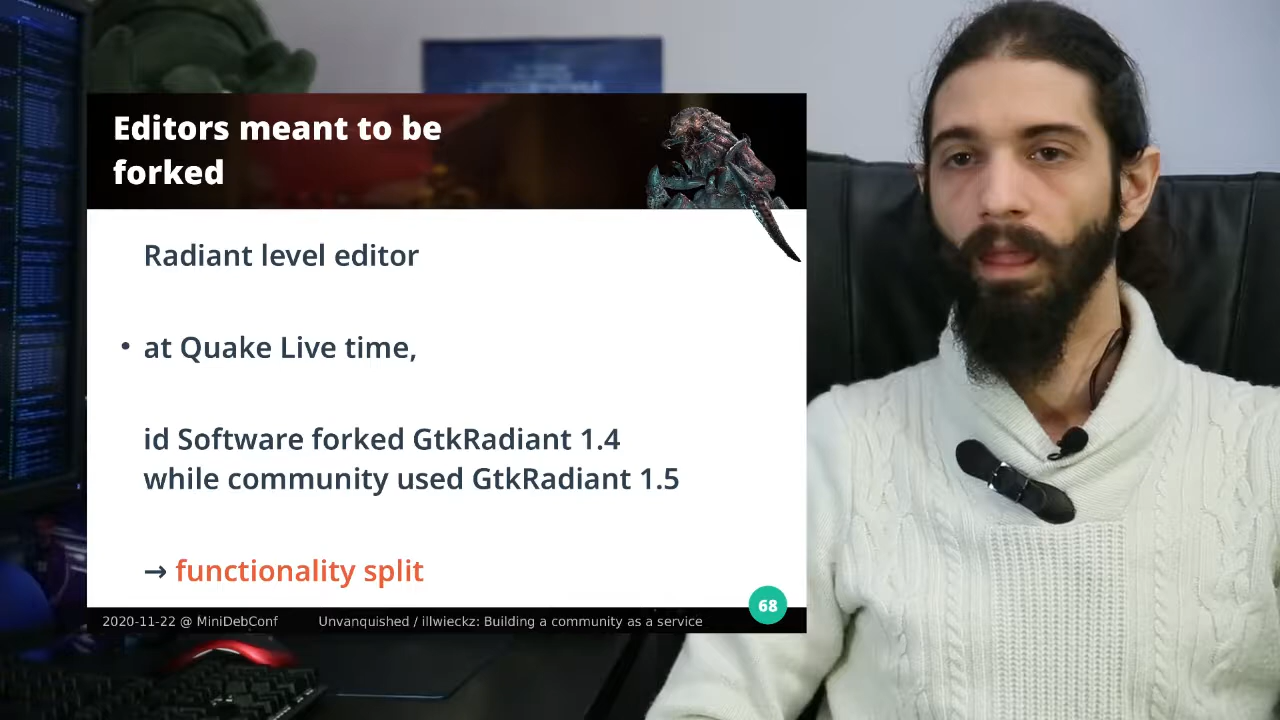 Editors meant to be
forked
Radiant level editor
• at Quake Live time,
id Software forked GtkRadiant 1.4
while community used GtkRadiant 1.5
→ functionality split
68
2020-11-22 @ MiniDebConf
Unvanquished / illwieckz: Building a community as a service